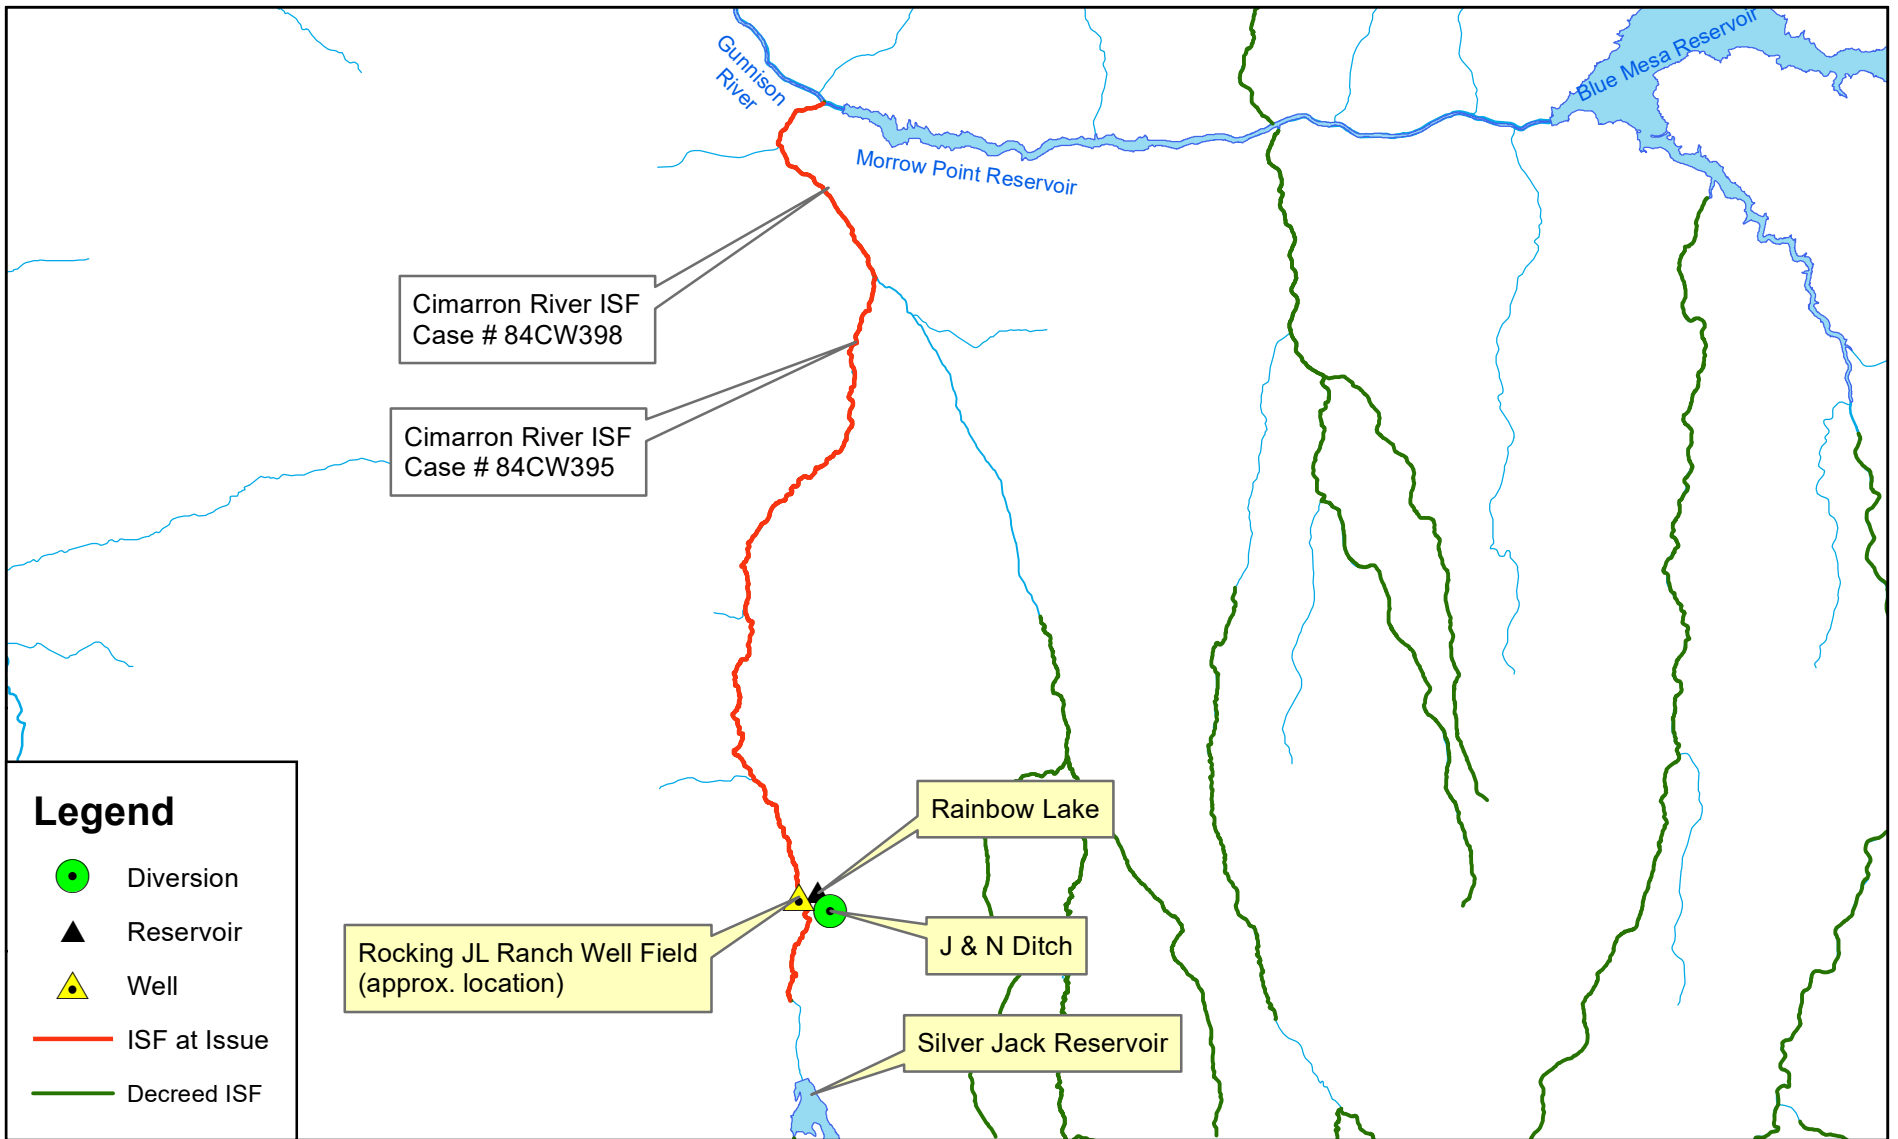 Gunnison
River
Blue Mesa Reservoir
Morrow Point Reservoir
Cimarron River ISF
Case # 84CW398
Cimarron River ISF
Case # 84CW395
Rainbow Lake
Rocking JL Ranch Well Field
(approx. location)
J & N Ditch
Silver Jack Reservoir
Legend
Diversion
Reservoir
Well
ISF at Issue
Decreed ISF